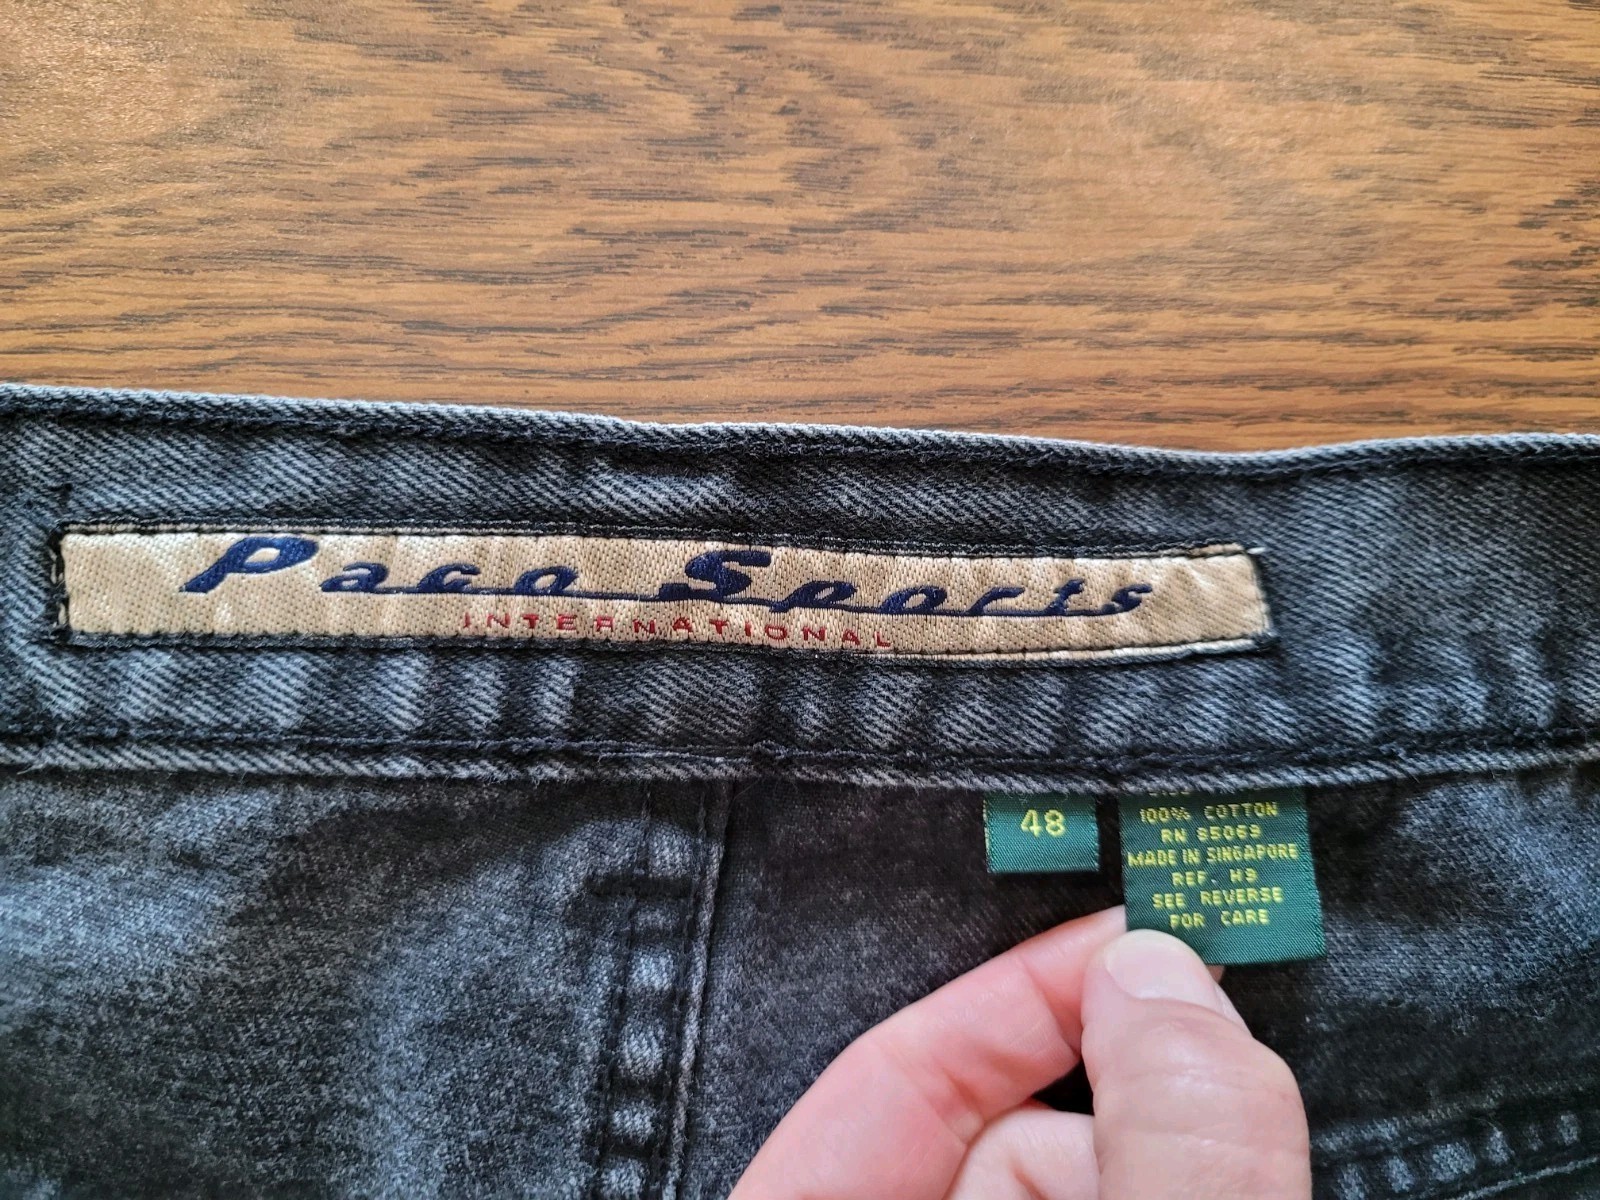 Paco Sports
INTERNATIONAL
48
100% COTTON
RN 85069
MADE IN SINGAPORE
REF. H9
SEE REVERSE
FOR CARE